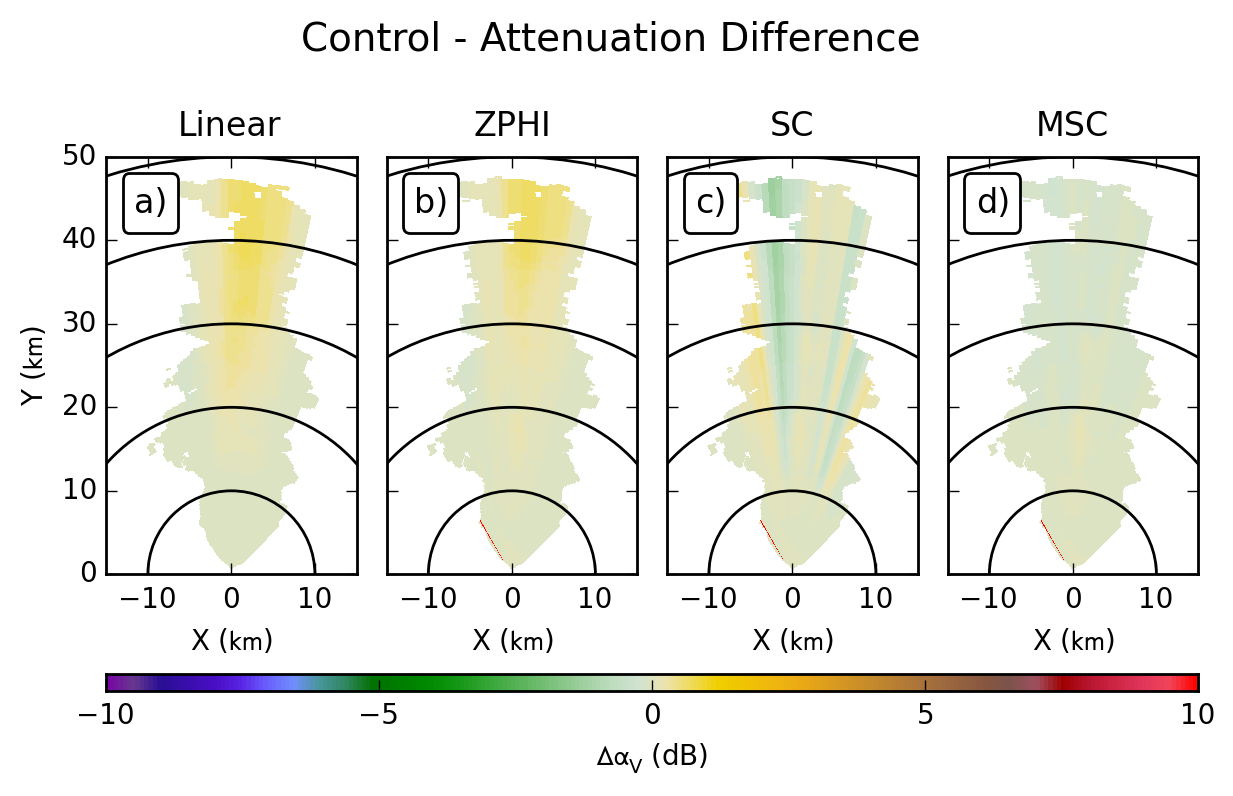 Control - Attenuation Difference
Linear ZPHI SC MSC
a) b) c) d)
50
40
30
20
10
0
Y (km)
−10 0 10 −10 0 10 −10 0 10 −10 0 10
X (km) X (km) X (km) X (km)
−10 −5 0 5 10
Δα_V (dB)